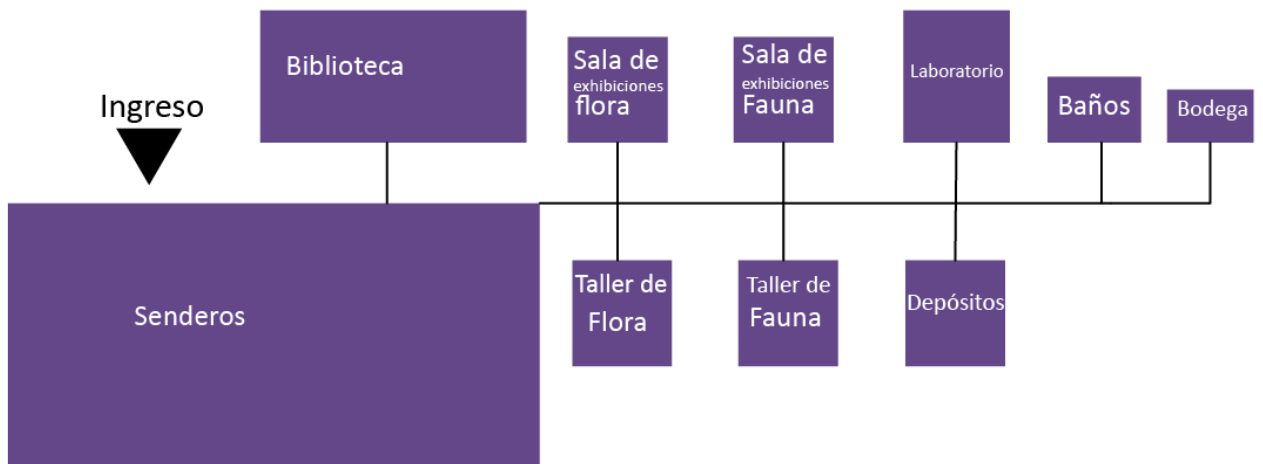 Ingreso
Biblioteca
Sala de
exhibiciones
flora
Sala de
exhibiciones
Fauna
Laboratorio
Baños
Bodega
Senderos
Taller de
Flora
Taller de
Fauna
Depósitos